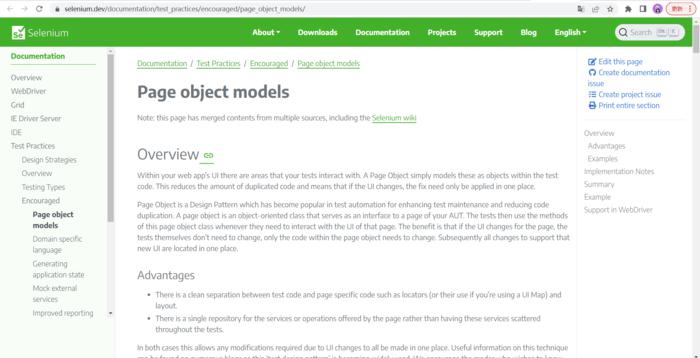 selenium.dev/documentation/test_practices/encouraged/page_object_models/
更新
Selenium
About
Downloads
Documentation
Projects
Support
Blog
English
Search
Documentation
Overview
WebDriver
Grid
IE Driver Server
IDE
Test Practices
Design Strategies
Overview
Testing Types
Encouraged
Page object
models
Domain specific
language
Generating
application state
Mock external
services
Improved reporting
Documentation / Test Practices / Encouraged / Page object models
Page object models
Note: this page has merged contents from multiple sources, including the Selenium wiki
Overview
Within your web app's UI there are areas that your tests interact with. A Page Object simply models these as objects within the test
code. This reduces the amount of duplicated code and means that if the UI changes, the fix need only be applied in one place.
Page Object is a Design Pattern which has become popular in test automation for enhancing test maintenance and reducing code
duplication. A page object is an object-oriented class that serves as an interface to a page of your AUT. The tests then use the methods
of this page object class whenever they need to interact with the UI of that page. The benefit is that if the UI changes for the page, the
tests themselves don't need to change, only the code within the page object needs to change. Subsequently all changes to support that
new UI are located in one place.
Advantages
There is a clean separation between test code and page specific code such as locators (or their use if you're using a UI Map) and
layout.
There is a single repository for the services or operations offered by the page rather than having these services scattered
throughout the tests.
In both cases this allows any modifications required due to UI changes to all be made in one place. Useful information on this technique
Edit this page
Create documentation
issue
Create project issue
Print entire section
Overview
Advantages
Examples
Implementation Notes
Summary
Example
Support in WebDriver